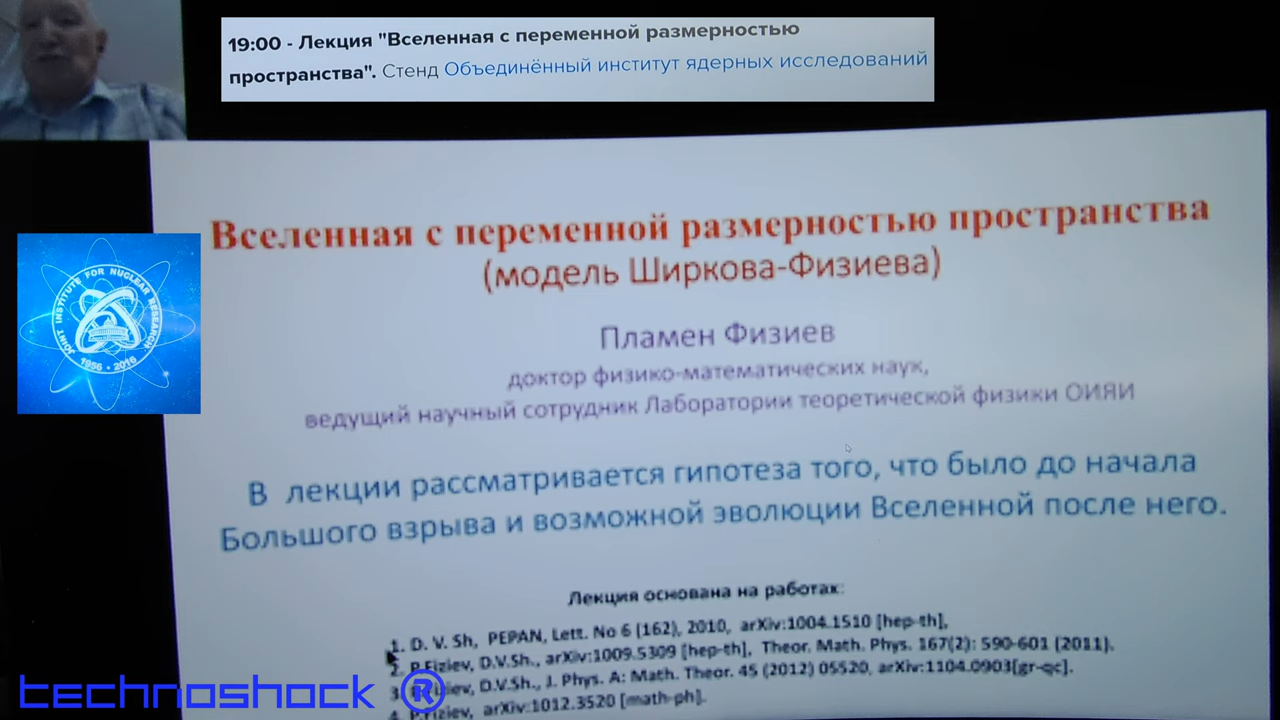 19:00 - Лекция "Вселенная с переменной размерностью
пространства". Стенд Объединённый институт ядерных исследований
Вселенная с переменной размерностью пространства
(модель Ширкова-Физиева)
JOINT INSTITUTE FOR NUCLEAR RESEARCH
1956 • 2016
Пламен Физиев
доктор физико-математических наук,
ведущий научный сотрудник Лаборатории теоретической физики ОИЯИ
В лекции рассматривается гипотеза того, что было до начала
Большого взрыва и возможной эволюции Вселенной после него.
Лекция основана на работах:
1. D. V. Sh, PEPAN, Lett. No 6 (162), 2010, arXiv:1004.1510 [hep-th],
2. P.Fiziev, D.V.Sh., arXiv:1009.5309 [hep-th], Theor. Math. Phys. 167(2): 590-601 (2011).
3. D.V.Sh., J. Phys. A: Math. Theor. 45 (2012) 05520, arXiv:1104.0903[gr-qc].
4. P.Fiziev, arXiv:1012.3520 [math-ph].
technoshock ®